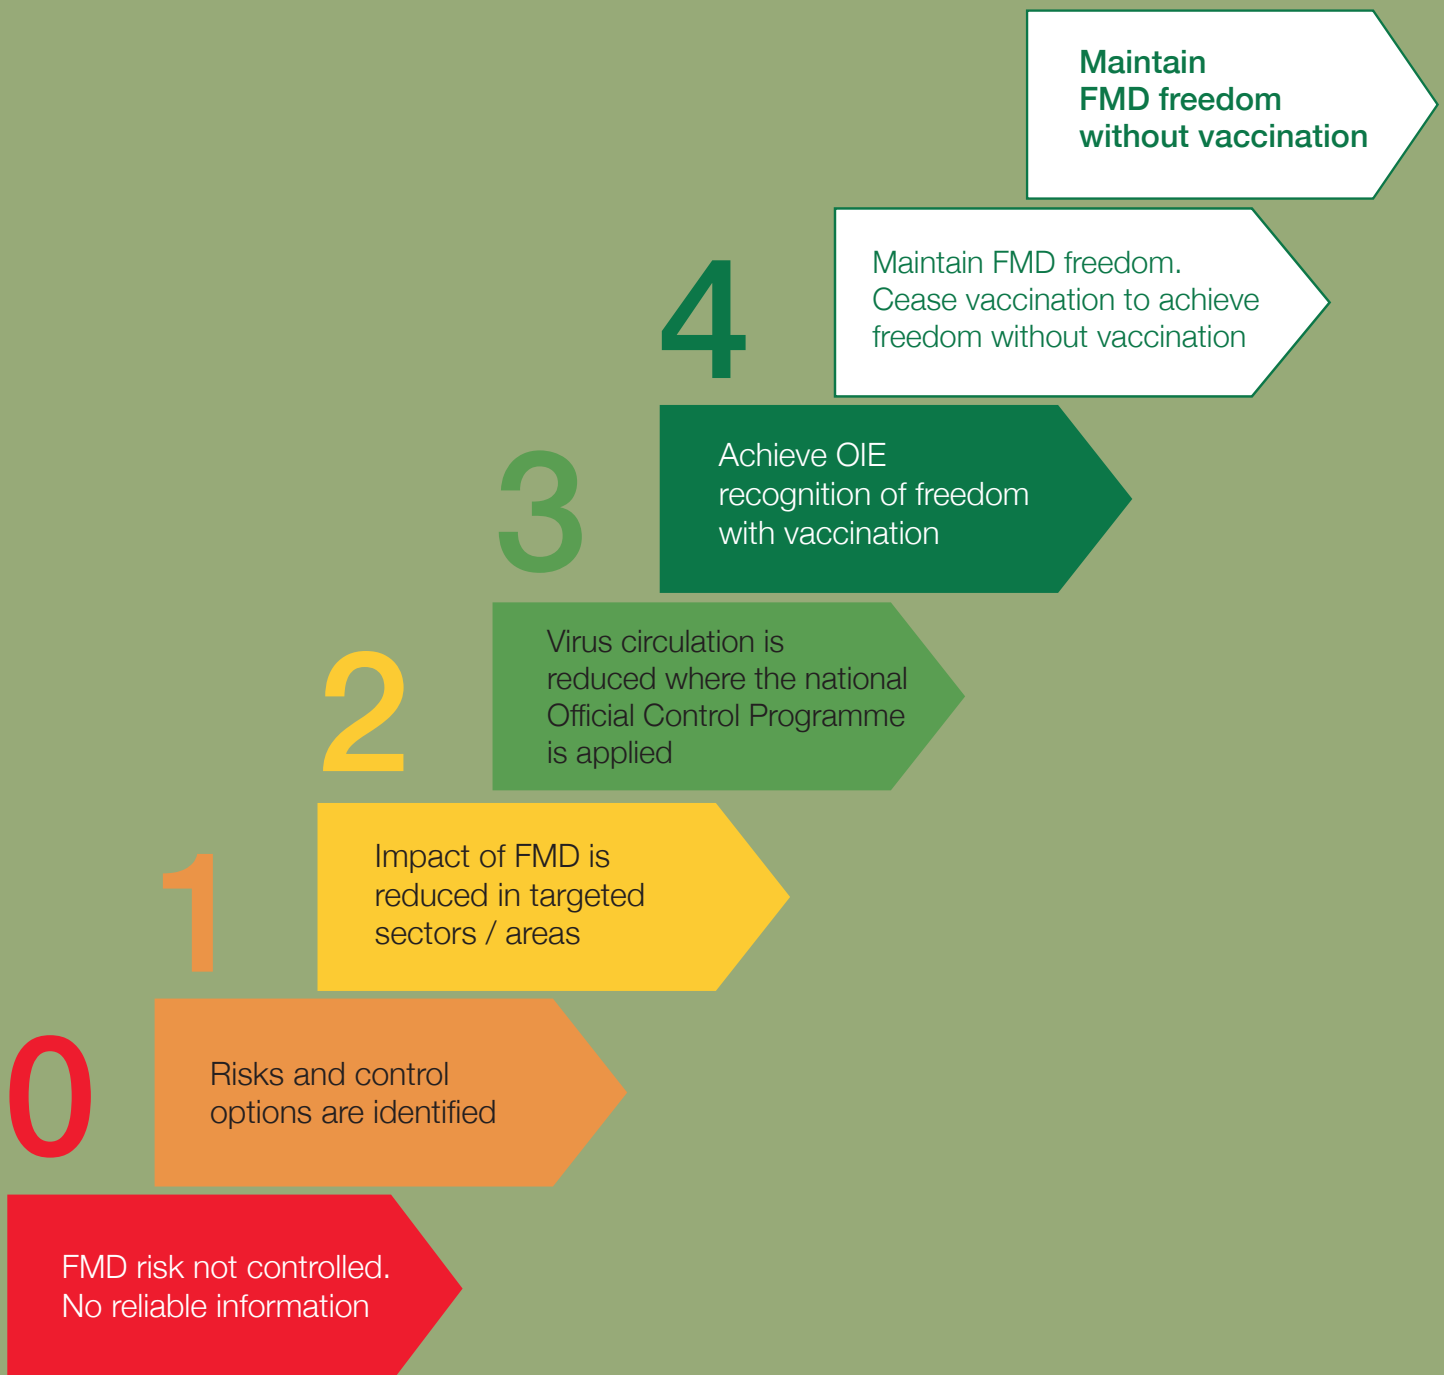 Maintain
FMD freedom
without vaccination
4
Maintain FMD freedom.
Cease vaccination to achieve
freedom without vaccination
3
Achieve OIE
recognition of freedom
with vaccination
2
Virus circulation is
reduced where the national
Official Control Programme
is applied
1
Impact of FMD is
reduced in targeted
sectors / areas
0
Risks and control
options are identified
FMD risk not controlled.
No reliable information